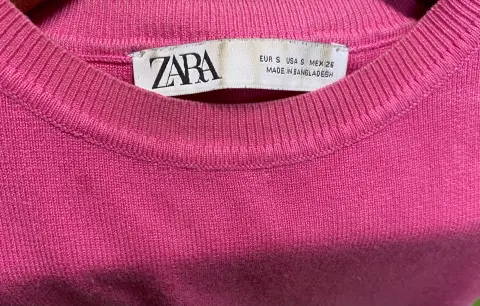 ZARA
EUR S USA S MEX 26
MADE IN BANGLADESH